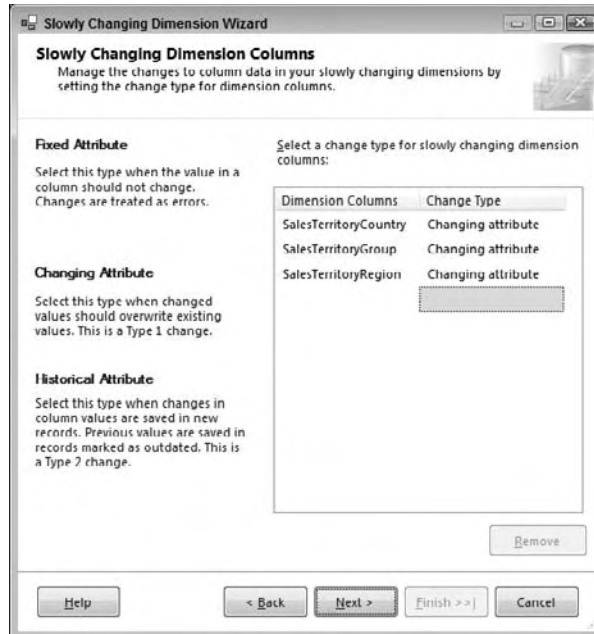 Slowly Changing Dimension Wizard
Slowly Changing Dimension Columns
Manage the changes to column data in your slowly changing dimensions by
setting the change type for dimension columns.
Fixed Attribute
Select this type when the value in a
column should not change.
Changes are treated as errors.
Changing Attribute
Select this type when changed
values should overwrite existing
values. This is a Type 1 change.
Historical Attribute
Select this type when changes in
column values are saved in new
records. Previous values are saved in
records marked as outdated. This is
a Type 2 change.
Select a change type for slowly changing dimension
columns:
Dimension Columns Change Type
SalesTerritoryCountry Changing attribute
SalesTerritoryGroup Changing attribute
SalesTerritoryRegion Changing attribute
Remove
Help < Back Next > Finish >>| Cancel